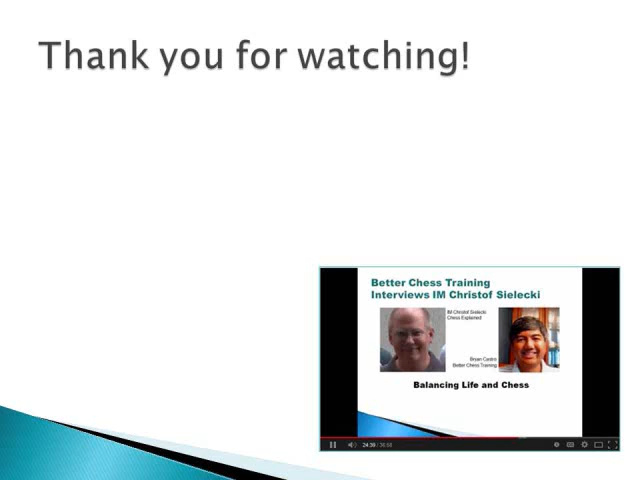 Thank you for watching!
Better Chess Training
Interviews IM Christof Sielecki
IM Christof Sielecki
Chess Explained
Bryan Castro
Better Chess Training
Balancing Life and Chess
24:39 / 36:58